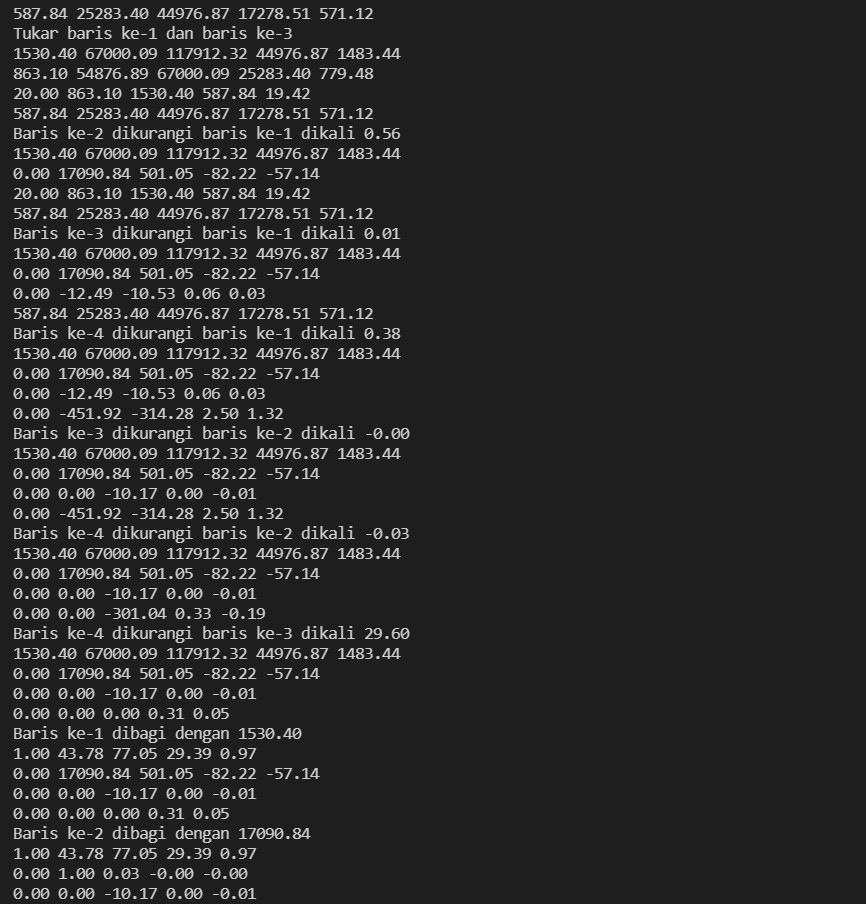 587.84 25283.40 44976.87 17278.51 571.12
Tukar baris ke-1 dan baris ke-3
1530.40 67000.09 117912.32 44976.87 1483.44
863.10 54876.89 67000.09 25283.40 779.48
20.00 863.10 1530.40 587.84 19.42
587.84 25283.40 44976.87 17278.51 571.12
Baris ke-2 dikurangi baris ke-1 dikali 0.56
1530.40 67000.09 117912.32 44976.87 1483.44
0.00 17090.84 501.05 -82.22 -57.14
20.00 863.10 1530.40 587.84 19.42
587.84 25283.40 44976.87 17278.51 571.12
Baris ke-3 dikurangi baris ke-1 dikali 0.01
1530.40 67000.09 117912.32 44976.87 1483.44
0.00 17090.84 501.05 -82.22 -57.14
0.00 -12.49 -10.53 0.06 0.03
587.84 25283.40 44976.87 17278.51 571.12
Baris ke-4 dikurangi baris ke-1 dikali 0.38
1530.40 67000.09 117912.32 44976.87 1483.44
0.00 17090.84 501.05 -82.22 -57.14
0.00 -12.49 -10.53 0.06 0.03
0.00 -451.92 -314.28 2.50 1.32
Baris ke-3 dikurangi baris ke-2 dikali -0.00
1530.40 67000.09 117912.32 44976.87 1483.44
0.00 17090.84 501.05 -82.22 -57.14
0.00 0.00 -10.17 0.00 -0.01
0.00 -451.92 -314.28 2.50 1.32
Baris ke-4 dikurangi baris ke-2 dikali -0.03
1530.40 67000.09 117912.32 44976.87 1483.44
0.00 17090.84 501.05 -82.22 -57.14
0.00 0.00 -10.17 0.00 -0.01
0.00 0.00 -301.04 0.33 -0.19
Baris ke-4 dikurangi baris ke-3 dikali 29.60
1530.40 67000.09 117912.32 44976.87 1483.44
0.00 17090.84 501.05 -82.22 -57.14
0.00 0.00 -10.17 0.00 -0.01
0.00 0.00 0.00 0.31 0.05
Baris ke-1 dibagi dengan 1530.40
1.00 43.78 77.05 29.39 0.97
0.00 17090.84 501.05 -82.22 -57.14
0.00 0.00 -10.17 0.00 -0.01
0.00 0.00 0.00 0.31 0.05
Baris ke-2 dibagi dengan 17090.84
1.00 43.78 77.05 29.39 0.97
0.00 1.00 0.03 -0.00 -0.00
0.00 0.00 -10.17 0.00 -0.01